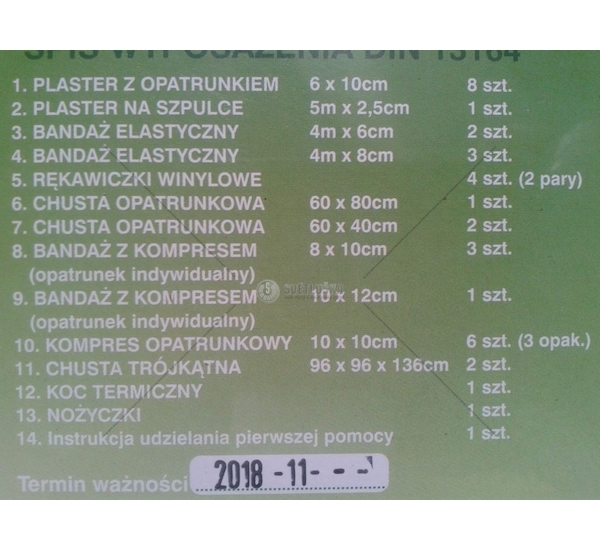 SPIS WYPOSAŻENIA DIN 13164
1. PLASTER Z OPATRUNKIEM 6 x 10cm 8 szt.
2. PLASTER NA SZPULCE 5m x 2,5cm 1 szt.
3. BANDAŻ ELASTYCZNY 4m x 6cm 2 szt.
4. BANDAŻ ELASTYCZNY 4m x 8cm 3 szt.
5. RĘKAWICZKI WINYLOWE 4 szt. (2 pary)
6. CHUSTA OPATRUNKOWA 60 x 80cm 1 szt.
7. CHUSTA OPATRUNKOWA 60 x 40cm 2 szt.
8. BANDAŻ Z KOMPRESEM 8 x 10cm 3 szt.
(opatrunek indywidualny)
9. BANDAŻ Z KOMPRESEM 10 x 12cm 1 szt.
(opatrunek indywidualny)
10. KOMPRES OPATRUNKOWY 10 x 10cm 6 szt. (3 opak.)
11. CHUSTA TRÓJKĄTNA 96 x 96 x 136cm 2 szt.
12. KOC TERMICZNY 1 szt.
13. NOŻYCZKI 1 szt.
14. Instrukcja udzielania pierwszej pomocy 1 szt.
Termin ważności 2018 -11- - -